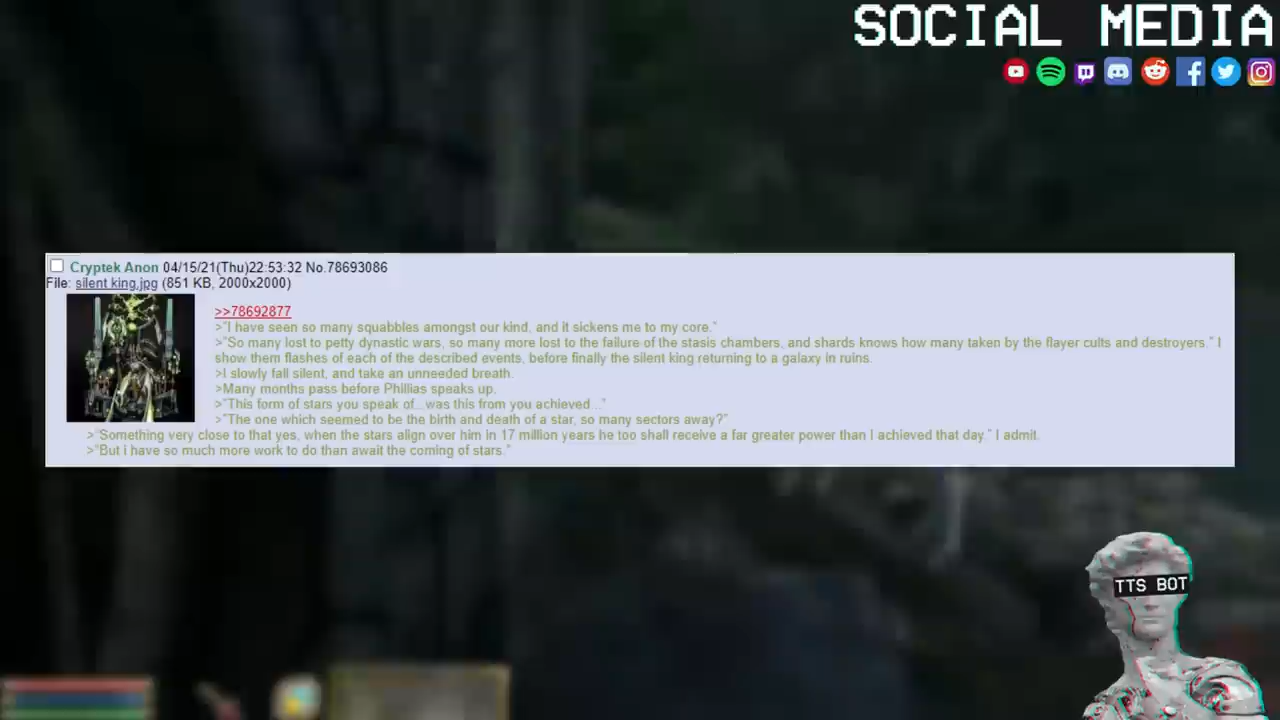 SOCIAL MEDIA
Cryptek Anon 04/15/21(Thu)22:53:32 No.78693086
File: silent king.jpg (851 KB, 2000x2000)
>>78692877
>"I have seen so many squabbles amongst our kind, and it sickens me to my core."
>"So many lost to petty dynastic wars, so many more lost to the failure of the stasis chambers, and shards knows how many taken by the flayer cults and destroyers." I
show them flashes of each of the described events, before finally the silent king returning to a galaxy in ruins.
>I slowly fall silent, and take an unneeded breath.
>Many months pass before Phillias speaks up.
>"This form of stars you speak of...was this from you achieved..."
>"The one which seemed to be the birth and death of a star, so many sectors away?"
>"Something very close to that yes, when the stars align over him in 17 million years he too shall receive a far greater power than I achieved that day." I admit.
>"But i have so much more work to do than await the coming of stars."
TTS BOT